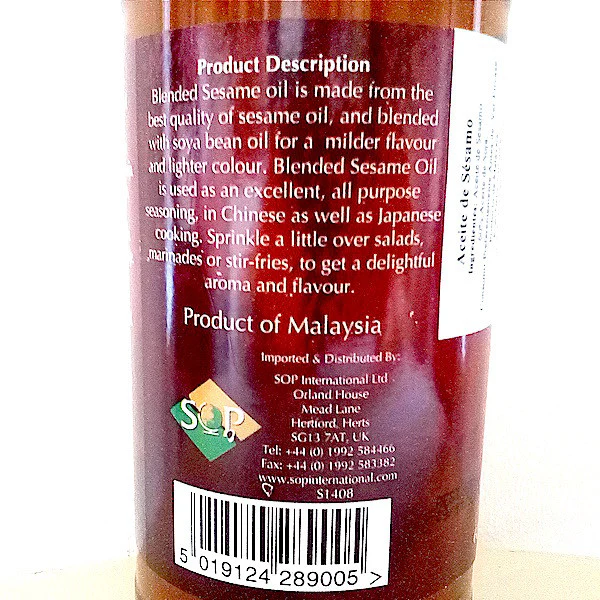 Product Description
Blended Sesame oil is made from the
best quality of sesame oil, and blended
with soya bean oil for a milder flavour
and lighter colour. Blended Sesame Oil
is used as an excellent, all purpose
seasoning, in Chinese as well as Japanese
cooking. Sprinkle a little over salads,
marinades or stir-fries, to get a delightful
aroma and flavour.
Product of Malaysia
Imported & Distributed By:
SOP International Ltd
Orland House
Mead Lane
Hertford, Herts
SG13 7AT, UK
Tel: +44 (0) 1992 584466
Fax: +44 (0) 1992 583382
www.sopinternational.com
S1408
SOP
5 019124 289005 >
Aceite de Sésamo
Ingredientes: Aceite de Sésamo